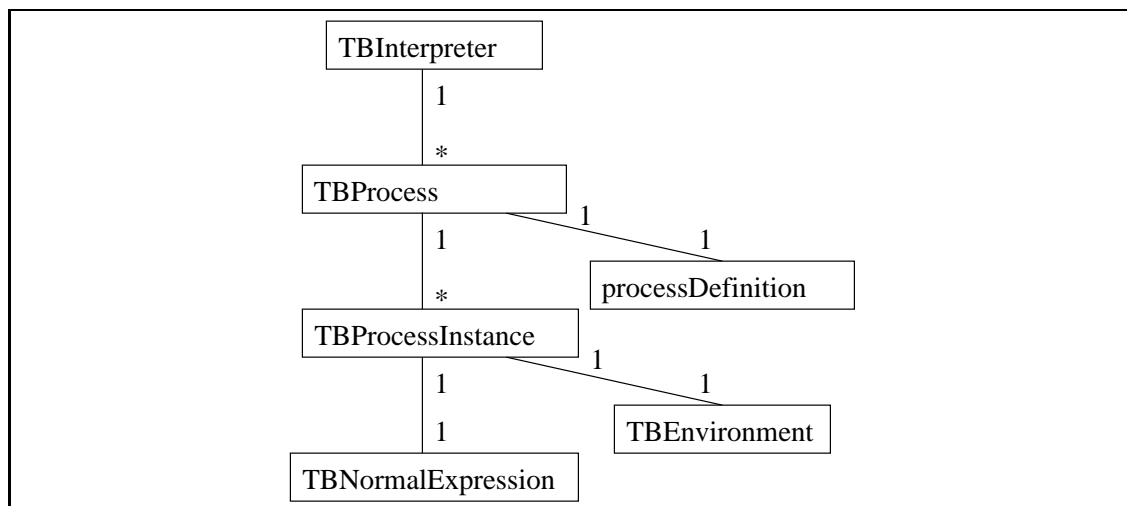 TBInterpreter
1
*
TBProcess
1
1
1
processDefinition
*
TBProcessInstance
1
1
1
TBEnvironment
1
TBNormalExpression